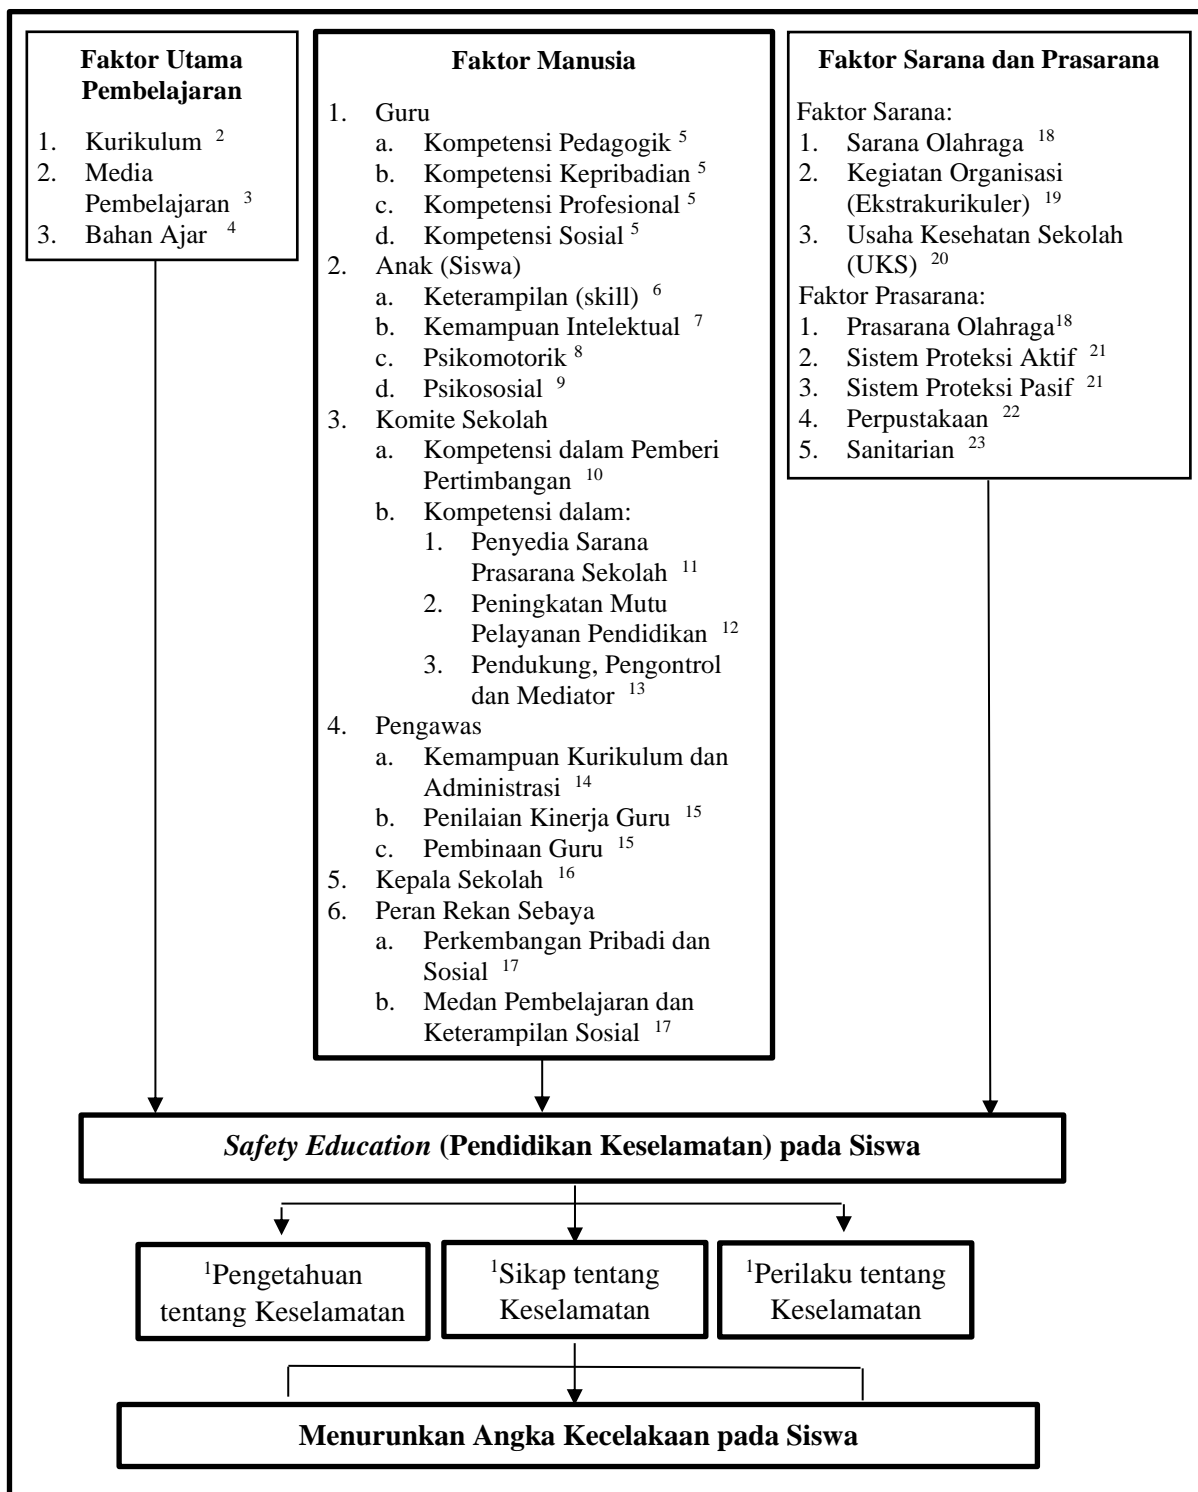 Faktor Utama
Pembelajaran
1. Kurikulum 2
2. Media
Pembelajaran 3
3. Bahan Ajar 4
Faktor Manusia
1. Guru
a. Kompetensi Pedagogik 5
b. Kompetensi Kepribadian 5
c. Kompetensi Profesional 5
d. Kompetensi Sosial 5
2. Anak (Siswa)
a. Keterampilan (skill) 6
b. Kemampuan Intelektual 7
c. Psikomotorik 8
d. Psikososial 9
3. Komite Sekolah
a. Kompetensi dalam Pemberi
Pertimbangan 10
b. Kompetensi dalam:
1. Penyedia Sarana
Prasarana Sekolah 11
2. Peningkatan Mutu
Pelayanan Pendidikan 12
3. Pendukung, Pengontrol
dan Mediator 13
4. Pengawas
a. Kemampuan Kurikulum dan
Administrasi 14
b. Penilaian Kinerja Guru 15
c. Pembinaan Guru 15
5. Kepala Sekolah 16
6. Peran Rekan Sebaya
a. Perkembangan Pribadi dan
Sosial 17
b. Medan Pembelajaran dan
Keterampilan Sosial 17
Faktor Sarana dan Prasarana
Faktor Sarana:
1. Sarana Olahraga 18
2. Kegiatan Organisasi
(Ekstrakurikuler) 19
3. Usaha Kesehatan Sekolah
(UKS) 20
Faktor Prasarana:
1. Prasarana Olahraga18
2. Sistem Proteksi Aktif 21
3. Sistem Proteksi Pasif 21
4. Perpustakaan 22
5. Sanitarian 23
Safety Education (Pendidikan Keselamatan) pada Siswa
1Pengetahuan
tentang Keselamatan
1Sikap tentang
Keselamatan
1Perilaku tentang
Keselamatan
Menurunkan Angka Kecelakaan pada Siswa